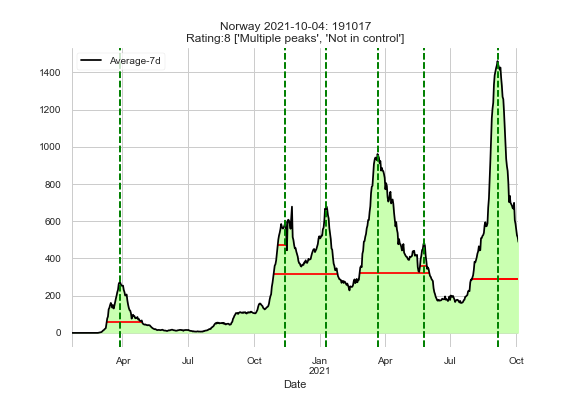 Norway 2021-10-04: 191017
Rating:8 ['Multiple peaks', 'Not in control']
Average-7d
1400
1200
1000
800
600
400
200
0
Apr Jul Oct Jan Apr Jul Oct
2021
Date